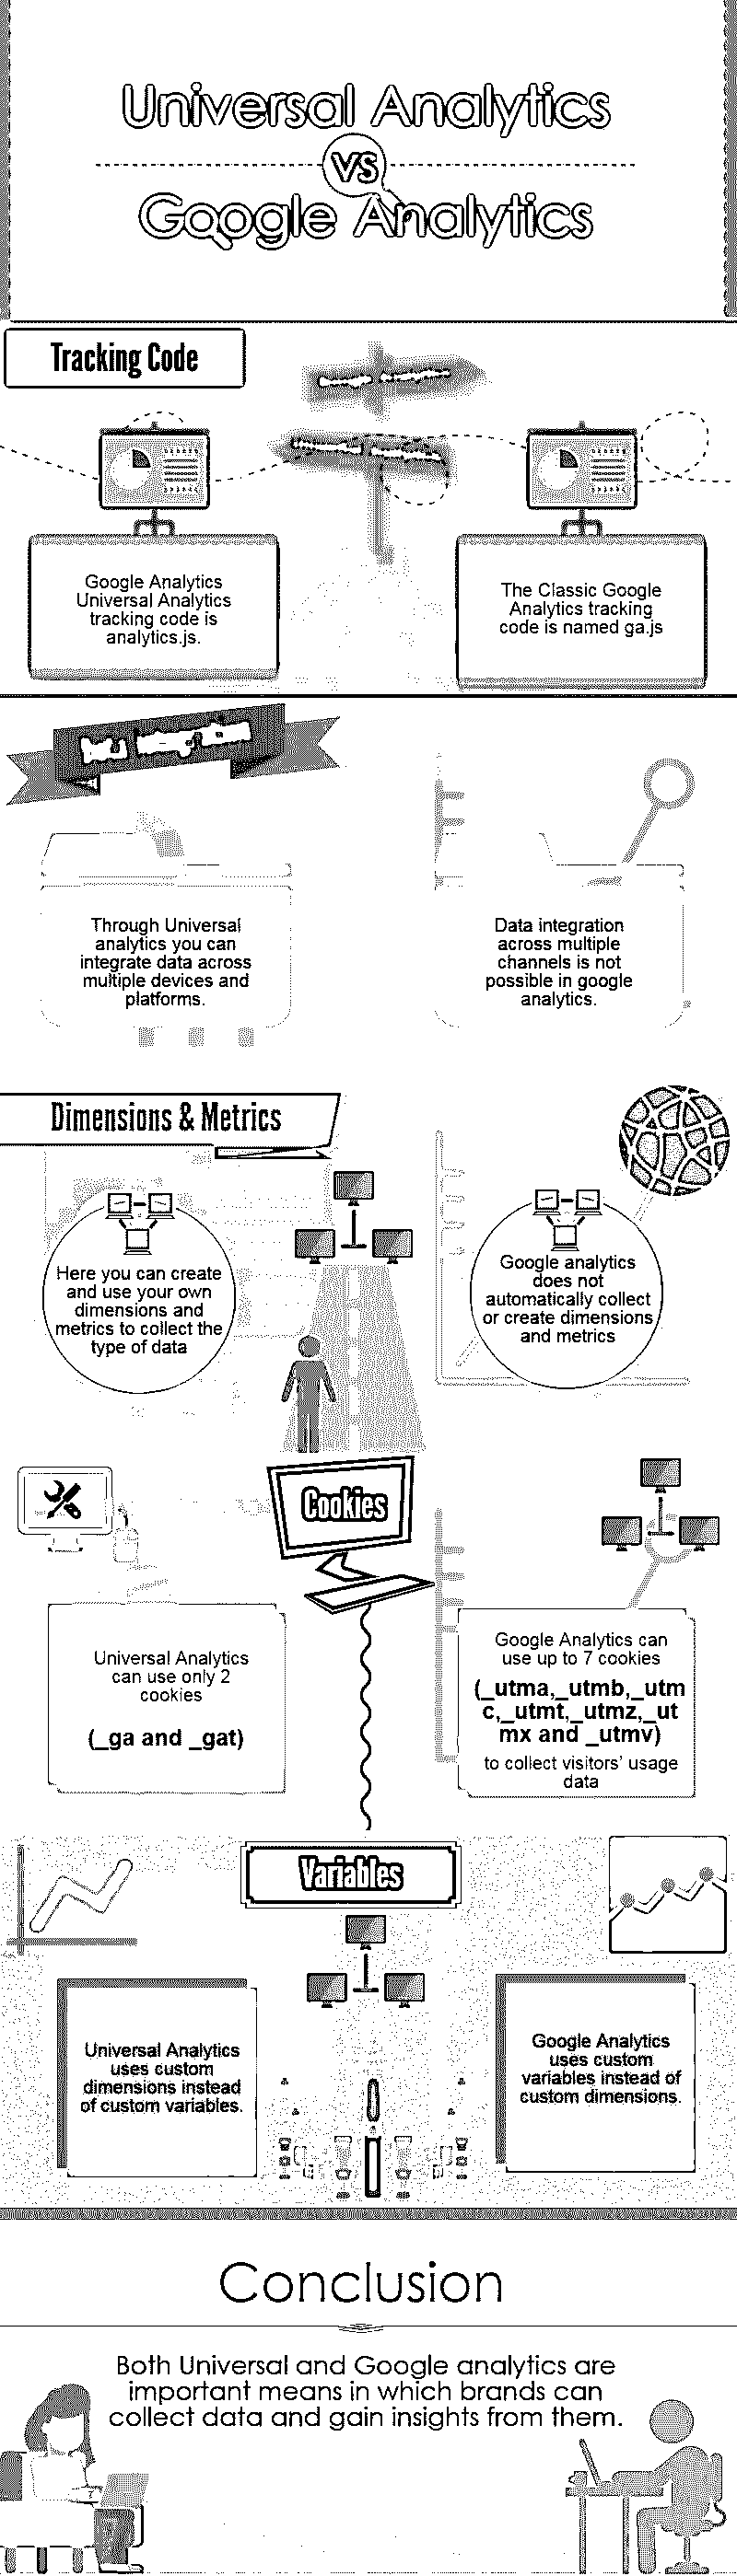 Universal Analytics
VS
Google Analytics
Tracking Code
Google Analytics
Universal Analytics
tracking code is
analytics.js.
The Classic Google
Analytics tracking
code is named ga.js
Through Universal
analytics you can
integrate data across
multiple devices and
platforms.
Data integration
across multiple
channels is not
possible in google
analytics.
Dimensions & Metrics
Here you can create
and use your own
dimensions and
metrics to collect the
type of data
Google analytics
does not
automatically collect
or create dimensions
and metrics
Cookies
Universal Analytics
can use only 2
cookies
(_ga and _gat)
Google Analytics can
use up to 7 cookies
(_utma,_utmb,_utm
c,_utmt,_utmz,_ut
mx and _utmv)
to collect visitors' usage
data
Variables
Universal Analytics
uses custom
dimensions instead
of custom variables.
Google Analytics
uses custom
variables instead of
custom dimensions.
Conclusion
Both Universal and Google analytics are
important means in which brands can
collect data and gain insights from them.